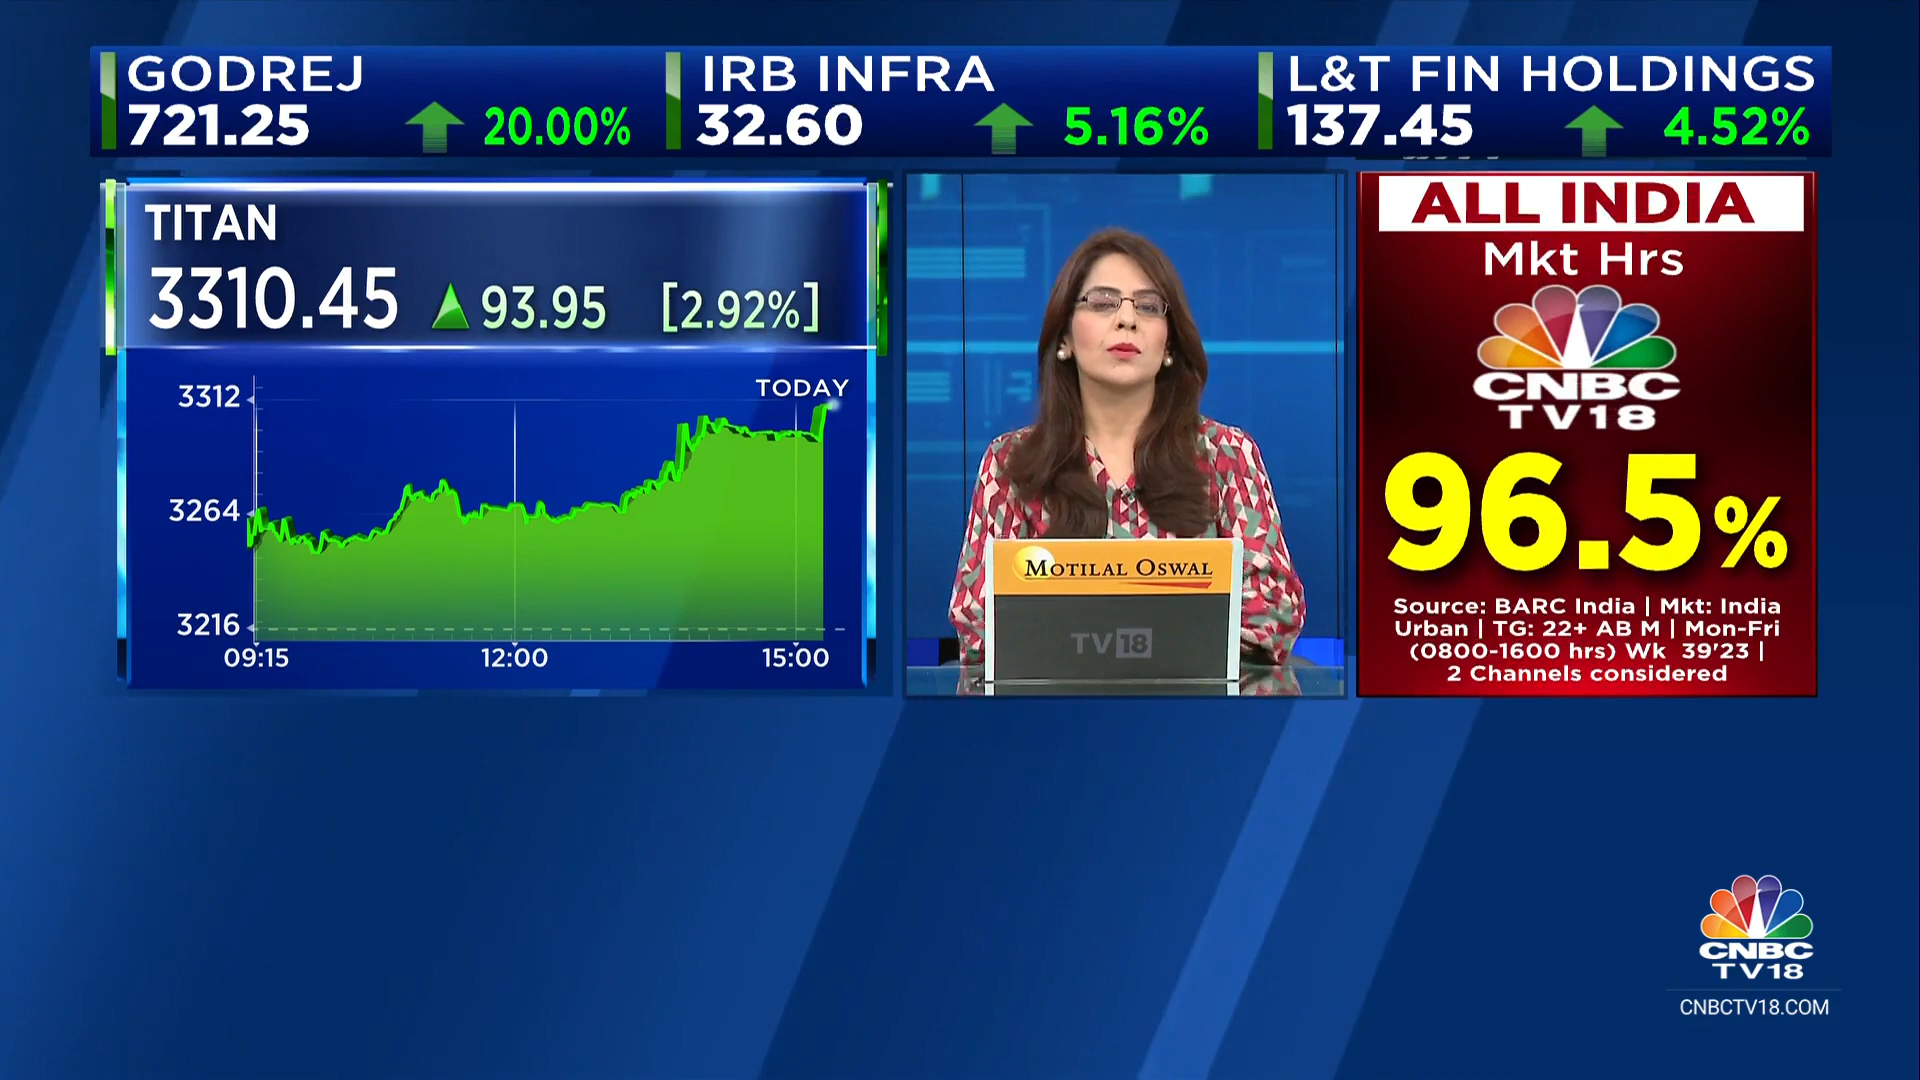 GODREJ
721.25 20.00%
IRB INFRA
32.60 5.16%
L&T FIN HOLDINGS
137.45 4.52%
TITAN
3310.45 93.95 [2.92%]
TODAY
3312
3264
3216
09:15 12:00 15:00
MOTILAL OSWAL
TV18
ALL INDIA
Mkt Hrs
CNBC
TV18
96.5%
Source: BARC India | Mkt: India
Urban | TG: 22+ AB M | Mon-Fri
(0800-1600 hrs) Wk 39'23 |
2 Channels considered
CNBC
TV18
CNBCTV18.COM